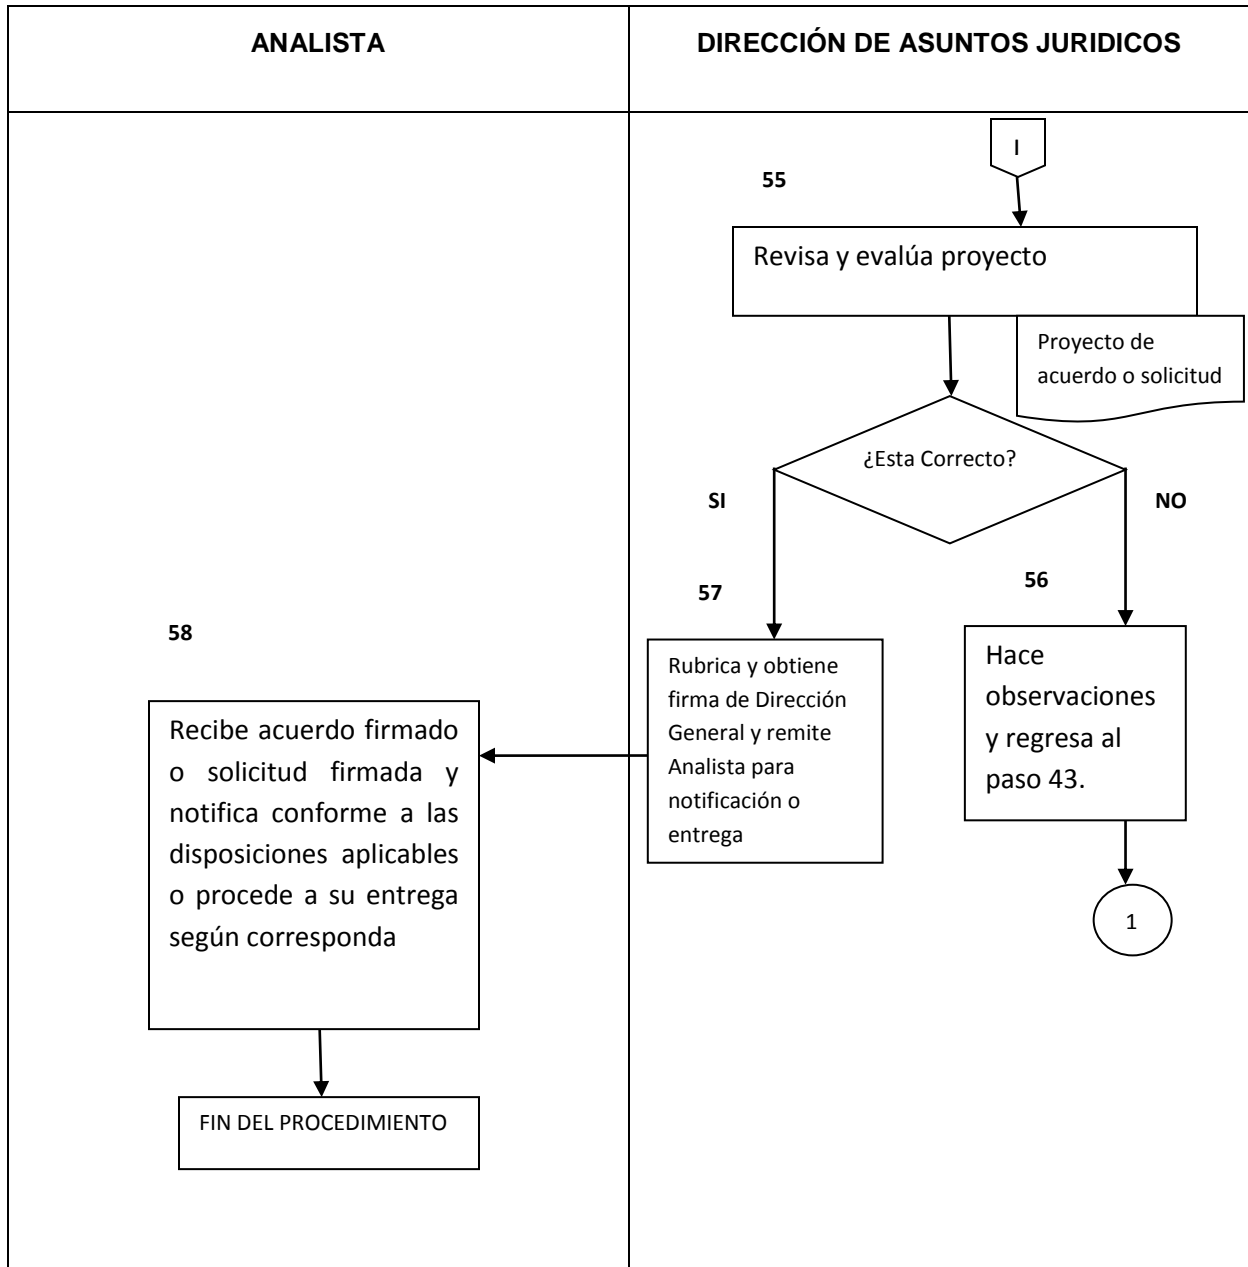 ANALISTA
DIRECCIÓN DE ASUNTOS JURIDICOS
I
55
Revisa y evalúa proyecto
Proyecto de
acuerdo o solicitud
¿Esta Correcto?
SI
NO
57
56
Rubrica y obtiene
firma de Dirección
General y remite
Analista para
notificación o
entrega
Hace
observaciones
y regresa al
paso 43.
1
58
Recibe acuerdo firmado
o solicitud firmada y
notifica conforme a las
disposiciones aplicables
o procede a su entrega
según corresponda
FIN DEL PROCEDIMIENTO